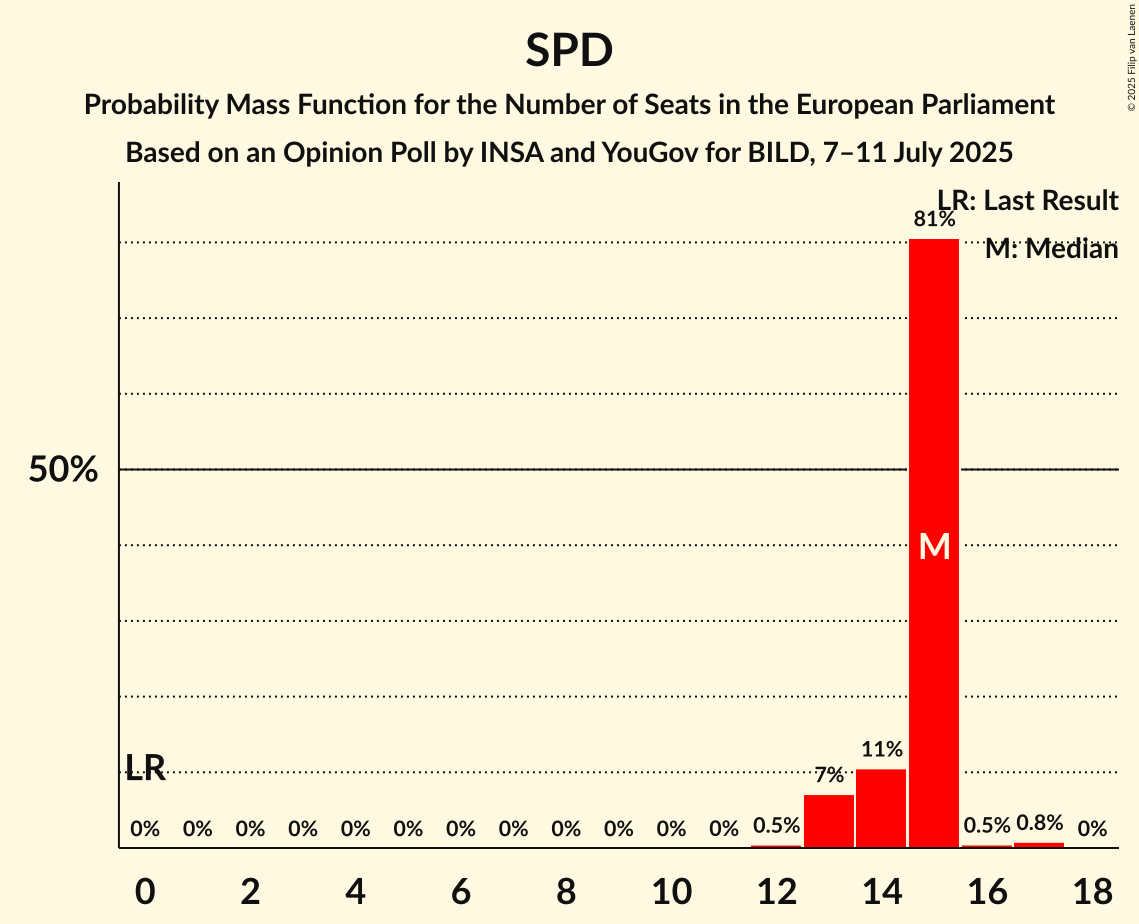 SPD
Probability Mass Function for the Number of Seats in the European Parliament
Based on an Opinion Poll by INSA and YouGov for BILD, 7–11 July 2025
© 2025 Filip van Laenen
LR: Last Result
M: Median
81%
50%
M
LR
11%
7%
0% 0% 0% 0% 0% 0% 0% 0% 0% 0% 0% 0% 0.5% 0.5% 0.8% 0%
0 2 4 6 8 10 12 14 16 18